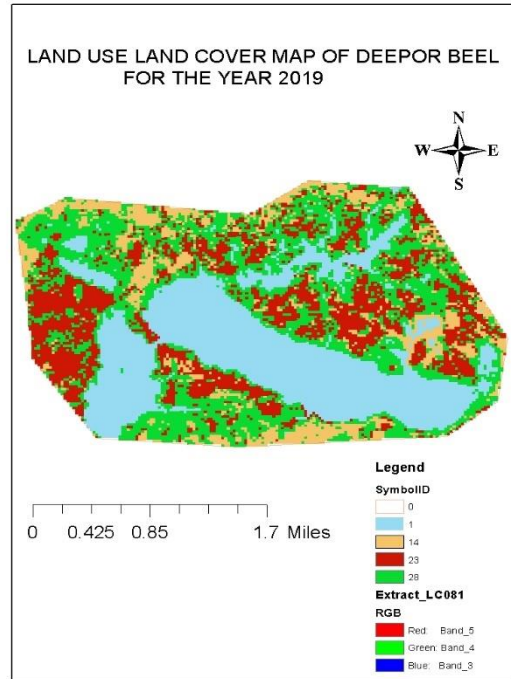 LAND USE LAND COVER MAP OF DEEPOR BEEL
FOR THE YEAR 2019
N
W E
S
0 0.425 0.85 1.7 Miles
Legend
SymbolID
0
1
14
23
28
Extract_LC081
RGB
Red: Band_5
Green: Band_4
Blue: Band_3